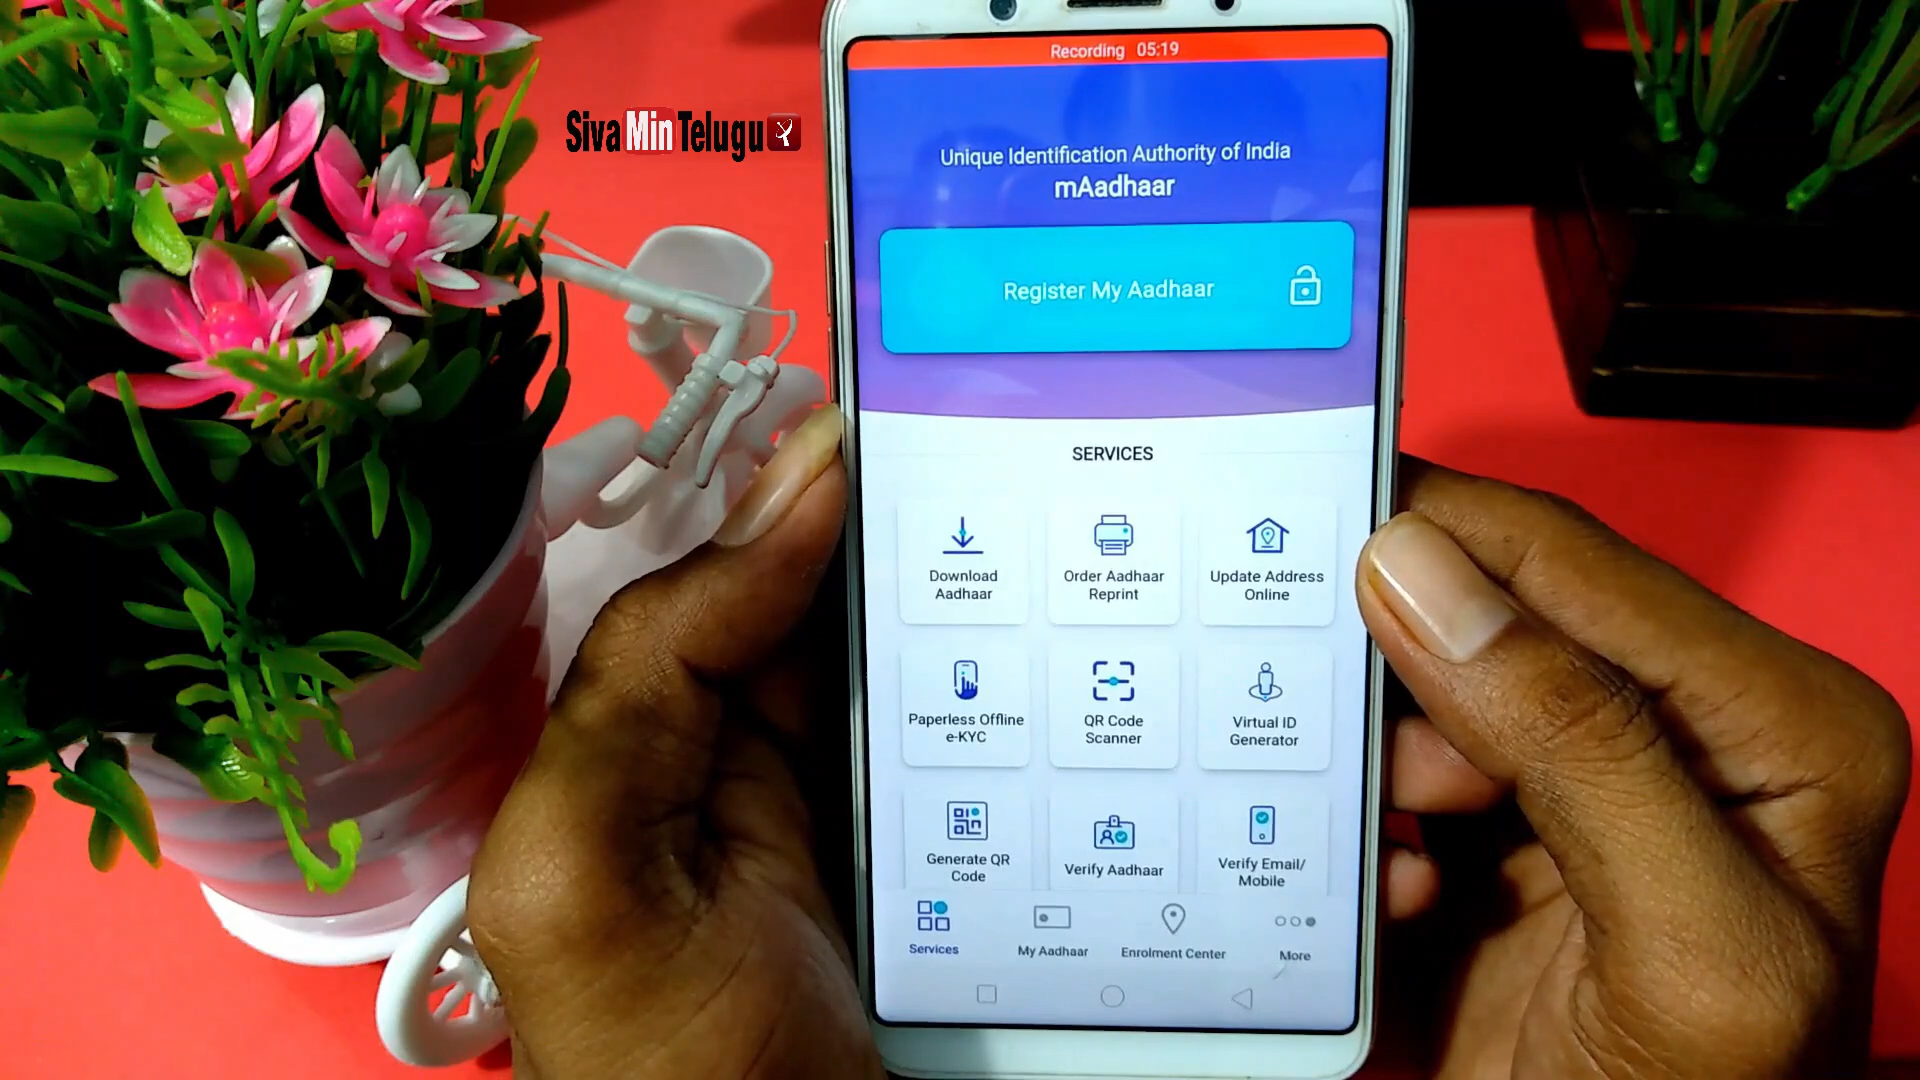 Siva Min Telugu
Recording 05:19
Unique Identification Authority of India
mAadhaar
Register My Aadhaar
SERVICES
Download
Aadhaar
Order Aadhaar
Reprint
Update Address
Online
Paperless Offline
e-KYC
QR Code
Scanner
Virtual ID
Generator
Generate QR
Code
Verify Aadhaar
Verify Email/
Mobile
Services
My Aadhaar
Enrolment Center
More